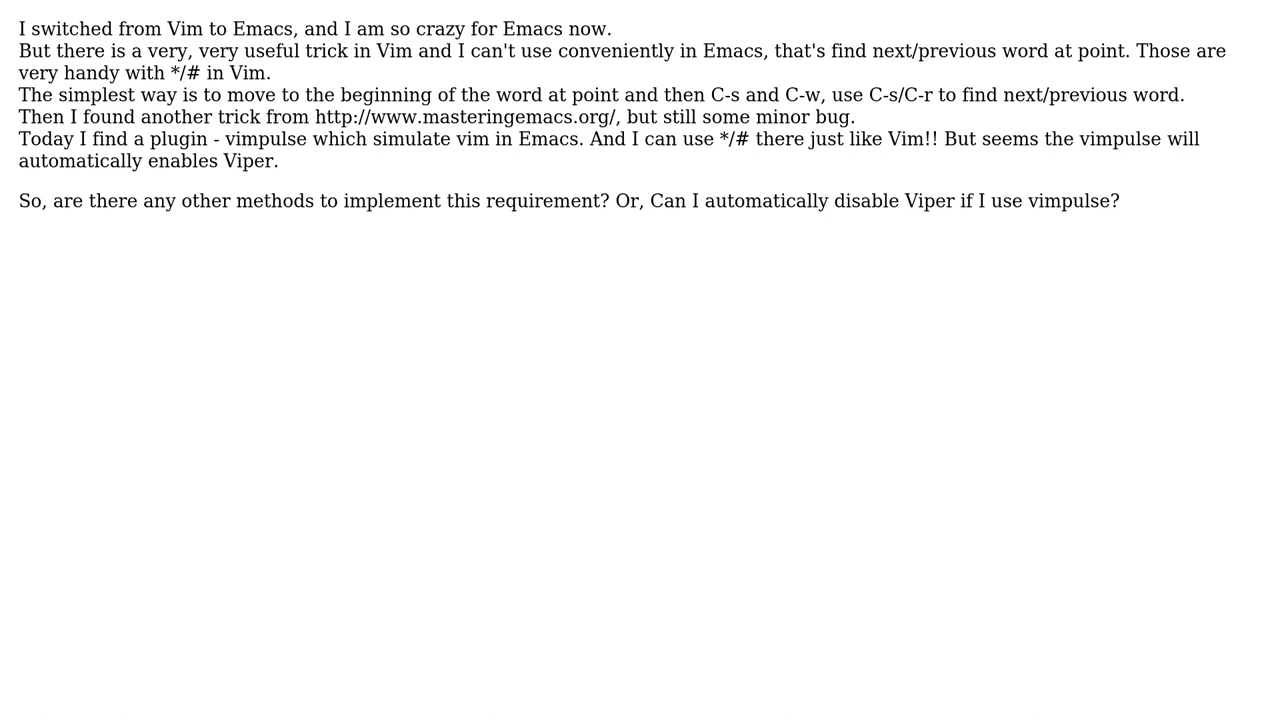 I switched from Vim to Emacs, and I am so crazy for Emacs now.
But there is a very, very useful trick in Vim and I can't use conveniently in Emacs, that's find next/previous word at point. Those are
very handy with */# in Vim.
The simplest way is to move to the beginning of the word at point and then C-s and C-w, use C-s/C-r to find next/previous word.
Then I found another trick from http://www.masteringemacs.org/, but still some minor bug.
Today I find a plugin - vimpulse which simulate vim in Emacs. And I can use */# there just like Vim!! But seems the vimpulse will
automatically enables Viper.
So, are there any other methods to implement this requirement? Or, Can I automatically disable Viper if I use vimpulse?